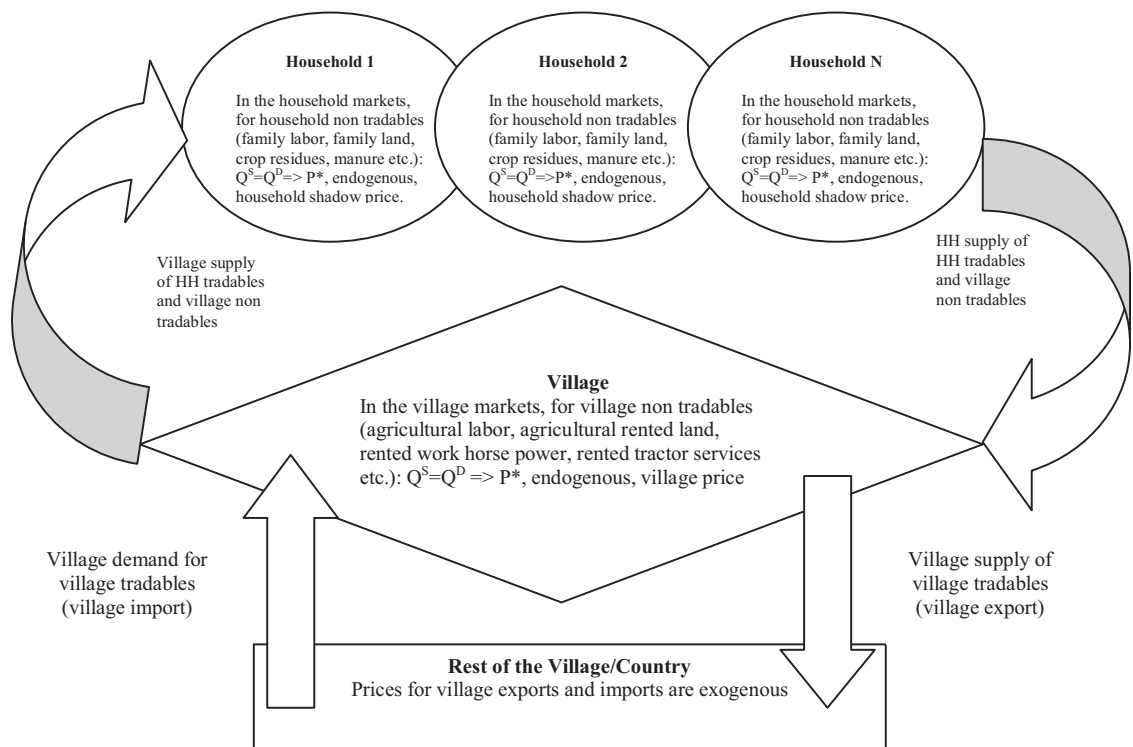 Household 1
In the household markets,
for household non tradables
(family labor, family land,
crop residues, manure etc.):
Q^S=Q^D=> P*, endogenous,
household shadow price.
Household 2
In the household markets,
for household non tradables
(family labor, family land,
crop residues, manure etc.):
Q^S=Q^D=>P*, endogenous,
household shadow price.
Household N
In the household markets,
for household non tradables
(family labor, family land,
crop residues, manure etc.):
Q^S=Q^D=> P*, endogenous,
household shadow price.
Village supply
of HH tradables
and village non
tradables
HH supply of
HH tradables
and village
non tradables
Village
In the village markets, for village non tradables
(agricultural labor, agricultural rented land,
rented work horse power, rented tractor services
etc.): Q^S=Q^D => P*, endogenous, village price
Village demand for
village tradables
(village import)
Village supply of
village tradables
(village export)
Rest of the Village/Country
Prices for village exports and imports are exogenous